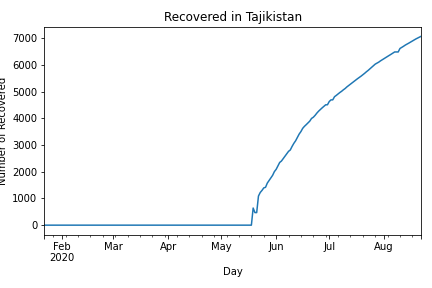 Recovered in Tajikistan
Number of Recovered
7000
6000
5000
4000
3000
2000
1000
0
Feb
2020
Mar
Apr
May
Jun
Jul
Aug
Day